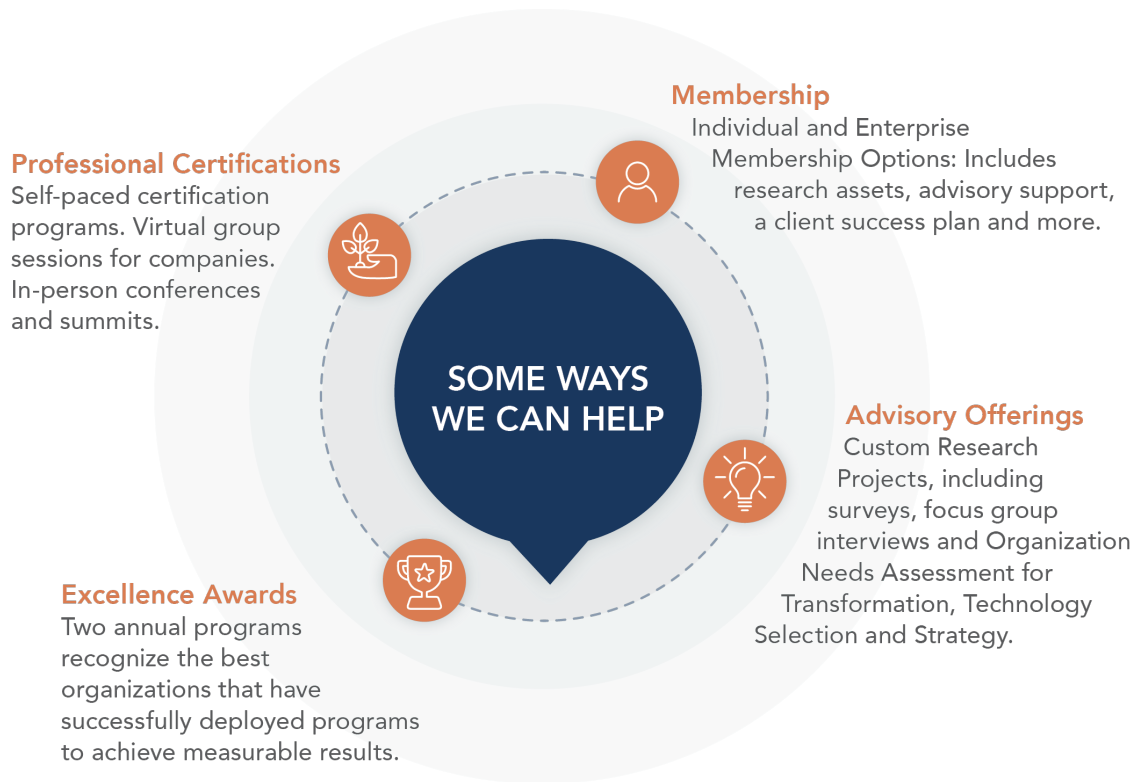 SOME WAYS
WE CAN HELP
Professional Certifications
Self-paced certification
programs. Virtual group
sessions for companies.
In-person conferences
and summits.
Membership
Individual and Enterprise
Membership Options: Includes
research assets, advisory support,
a client success plan and more.
Advisory Offerings
Custom Research
Projects, including
surveys, focus group
interviews and Organization
Needs Assessment for
Transformation, Technology
Selection and Strategy.
Excellence Awards
Two annual programs
recognize the best
organizations that have
successfully deployed programs
to achieve measurable results.